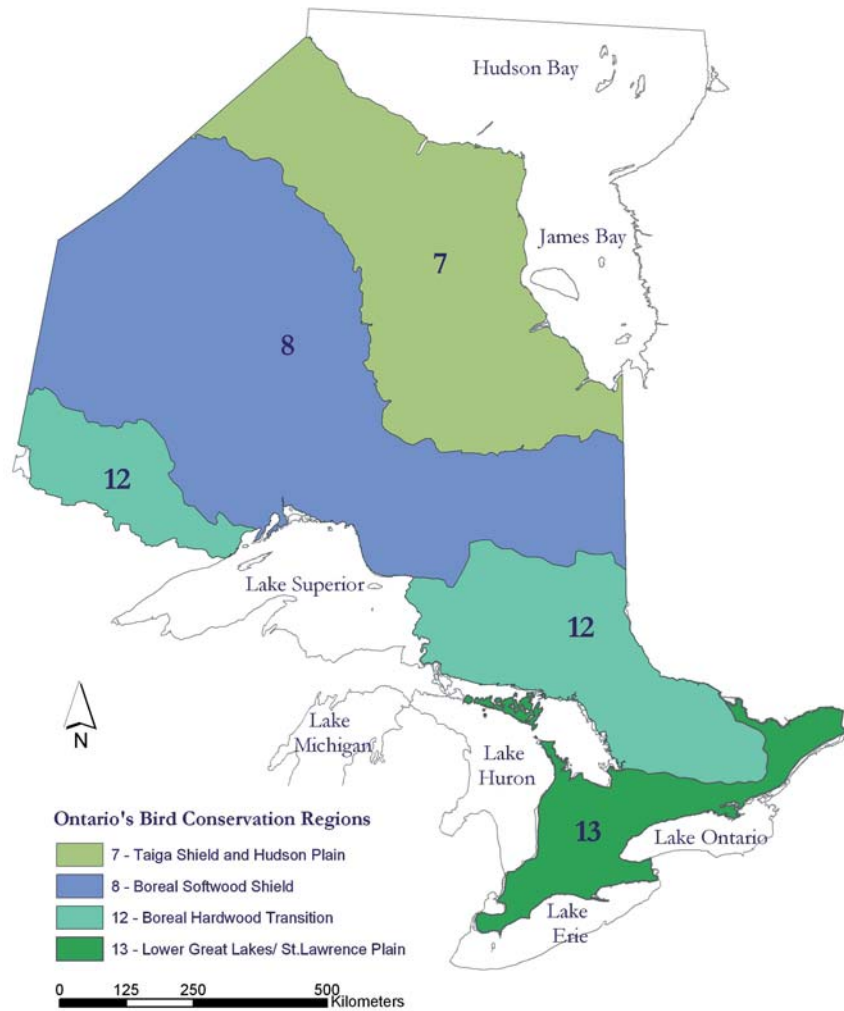 Hudson Bay
James Bay
7
8
12
Lake Superior
12
N
Lake
Michigan
Lake
Huron
13
Lake Ontario
Lake
Erie
Ontario's Bird Conservation Regions
7 - Taiga Shield and Hudson Plain
8 - Boreal Softwood Shield
12 - Boreal Hardwood Transition
13 - Lower Great Lakes/ St.Lawrence Plain
0 125 250 500
Kilometers